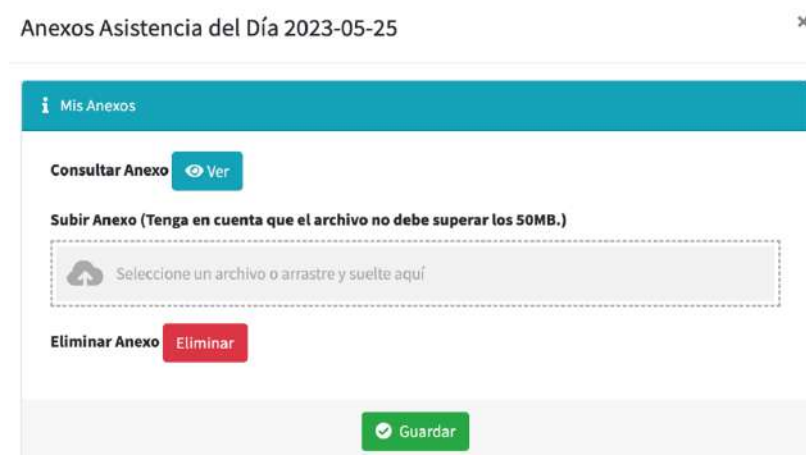 Anexos Asistencia del Día 2023-05-25
×
Mis Anexos
Consultar Anexo Ver
Subir Anexo (Tenga en cuenta que el archivo no debe superar los 50MB.)
Seleccione un archivo o arrastre y suelte aquí
Eliminar Anexo Eliminar
Guardar